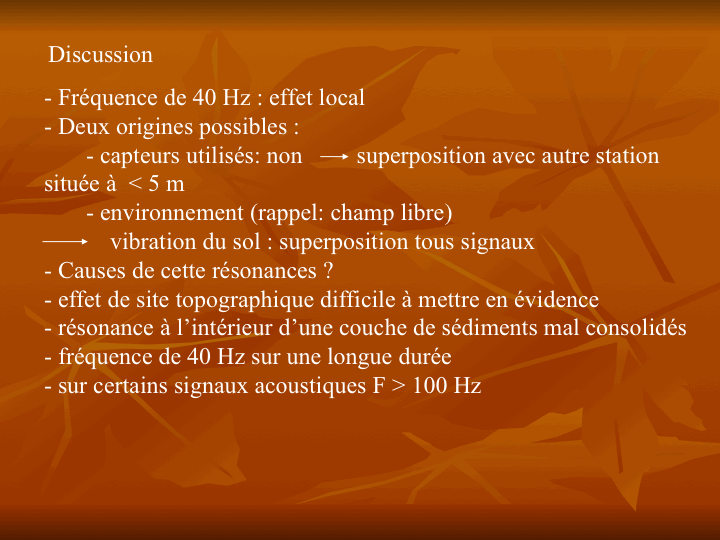 Discussion
- Fréquence de 40 Hz : effet local
- Deux origines possibles :
- capteurs utilisés: non → superposition avec autre station
située à < 5 m
- environnement (rappel: champ libre)
→ vibration du sol : superposition tous signaux
- Causes de cette résonances ?
- effet de site topographique difficile à mettre en évidence
- résonance à l’intérieur d’une couche de sédiments mal consolidés
- fréquence de 40 Hz sur une longue durée
- sur certains signaux acoustiques F > 100 Hz